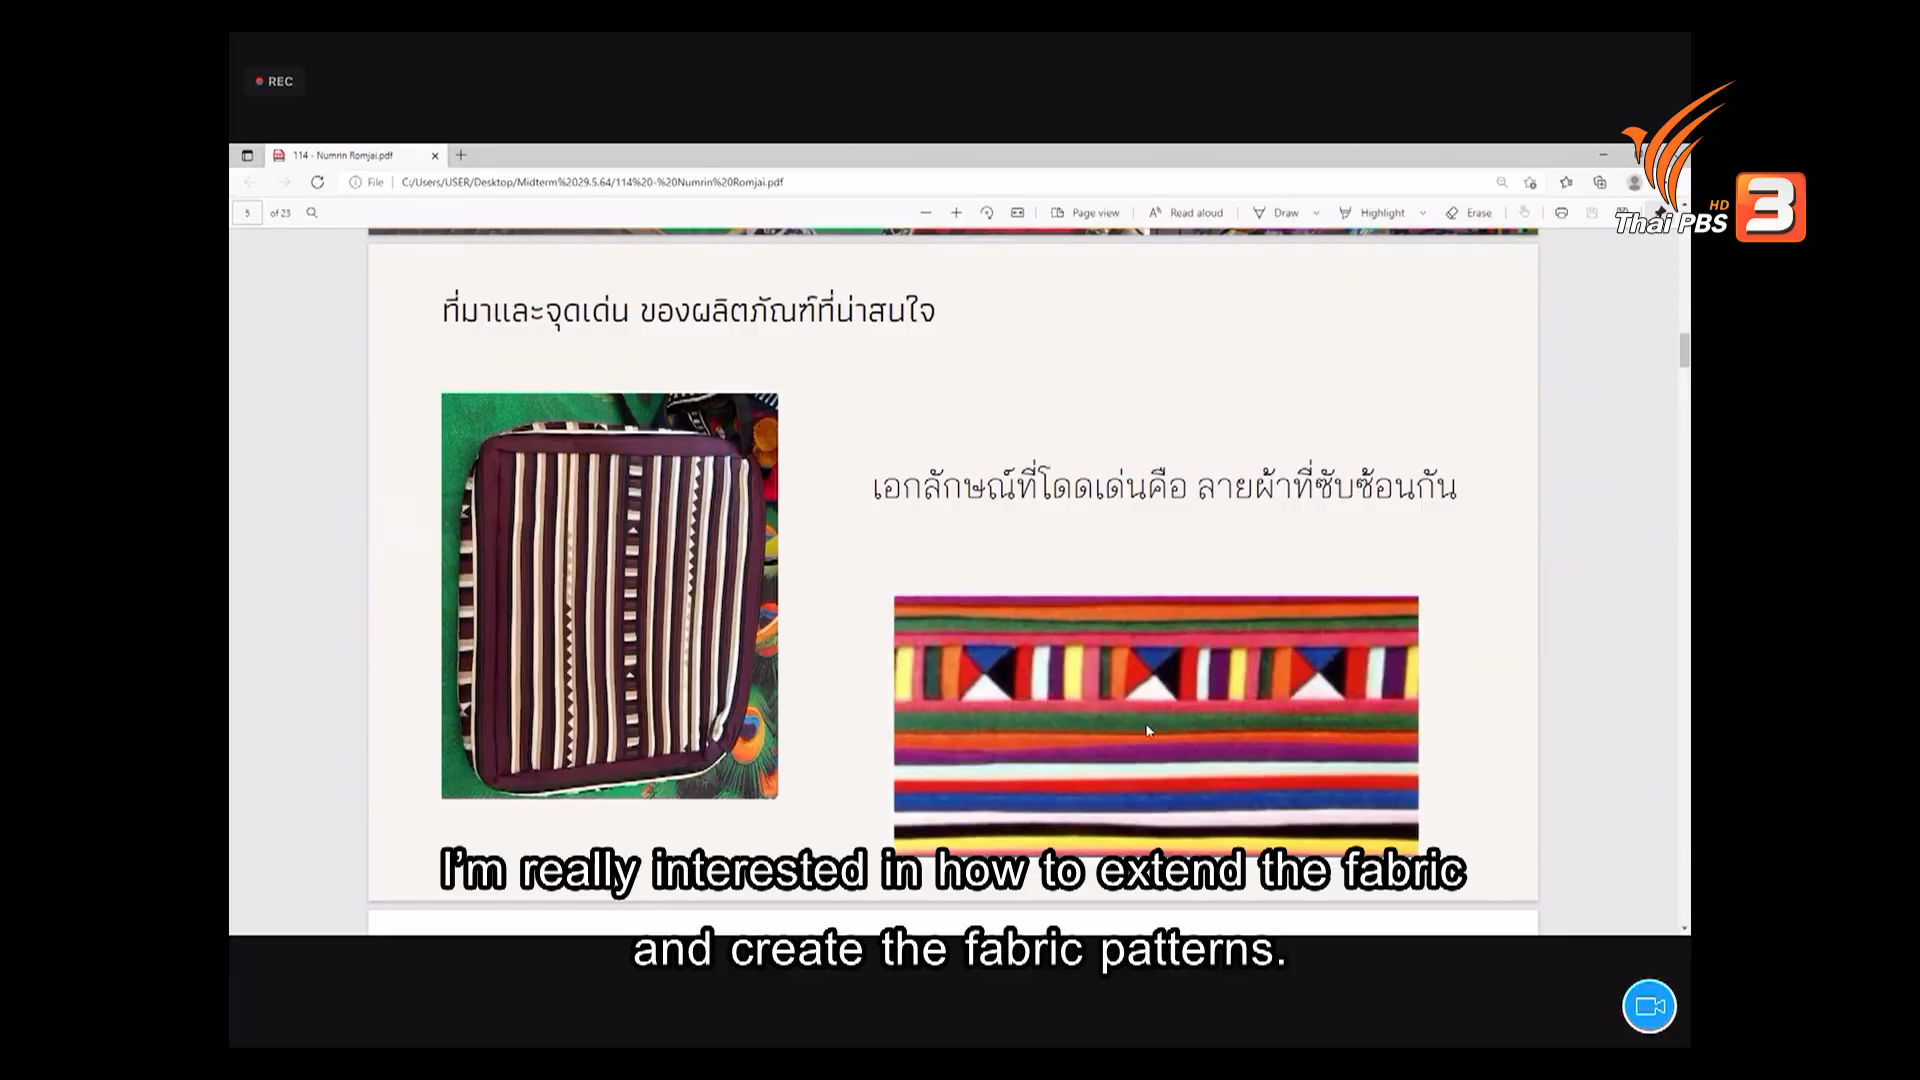 REC
114 - Numrin Romjai.pdf
File
C:/Users/USER/Desktop/Midterm%2029.5.64/114%20-%20Numrin%20Romjai.pdf
5 of 23
Page view
Read aloud
Draw
Highlight
Erase
HD
Thai PBS 3
ที่มาและจุดเด่น ของผลิตภัณฑ์ที่น่าสนใจ
เอกลักษณ์ที่โดดเด่นคือ ลายผ้าที่ซับซ้อนกัน
I'm really interested in how to extend the fabric
and create the fabric patterns.